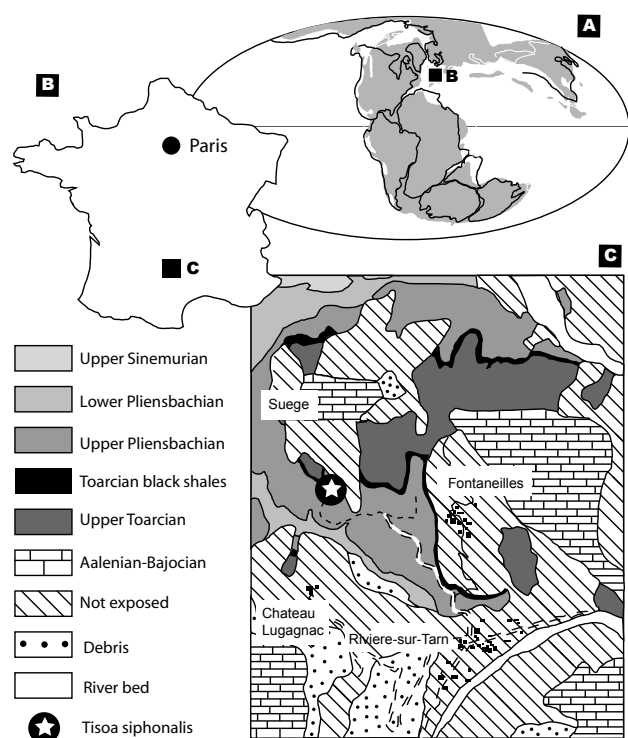 A
B
B
Paris
C
C
Upper Sinemurian
Lower Pliensbachian
Upper Pliensbachian
Toarcian black shales
Upper Toarcian
Aalenian-Bajocian
Not exposed
Debris
River bed
Tisoa siphonalis
Suege
Fontaneilles
Chateau
Lugagnac
Riviere-sur-Tarn